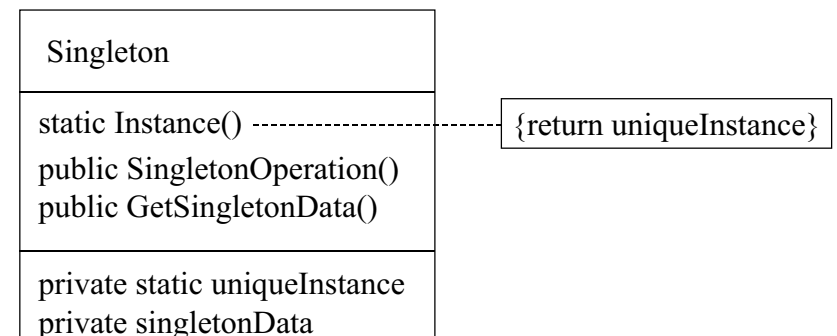 Singleton
static Instance()
{return uniqueInstance}
public SingletonOperation()
public GetSingletonData()
private static uniqueInstance
private singletonData